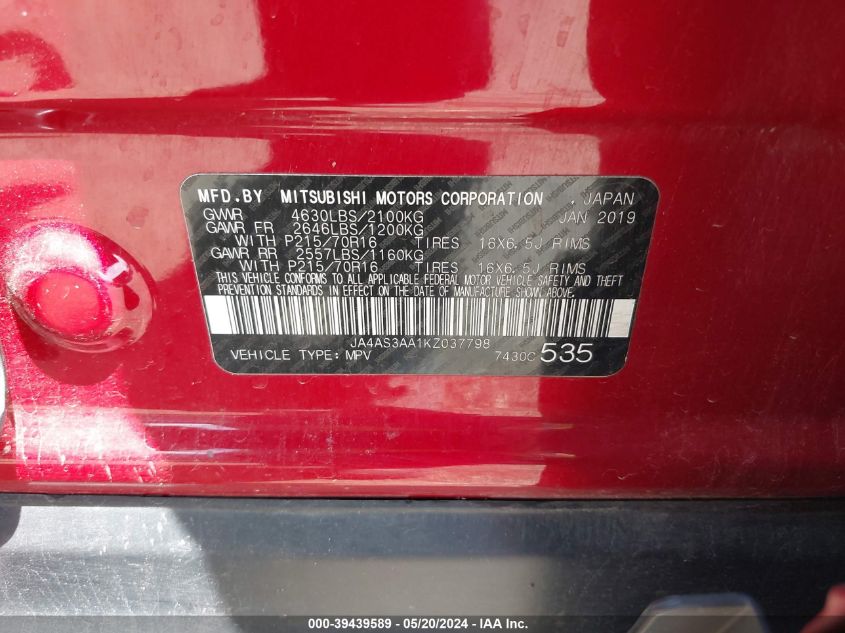 MFD.BY MITSUBISHI MOTORS CORPORATION , JAPAN
GVWR 4630LBS/2100KG JAN 2019
GAWR FR 2646LBS/1200KG
WITH P215/70R16 TIRES 16X6.5J RIMS
GAWR RR 2557LBS/1160KG
WITH P215/70R16 TIRES 16X6.5J RIMS
THIS VEHICLE CONFORMS TO ALL APPLICABLE FEDERAL MOTOR VEHICLE SAFETY AND THEFT
PREVENTION STANDARDS IN EFFECT ON THE DATE OF MANUFACTURE SHOWN ABOVE.
JA4AS3AA1KZ037798
VEHICLE TYPE:MPV 7430C 535
000-39439589 - 05/20/2024 - IAA Inc.